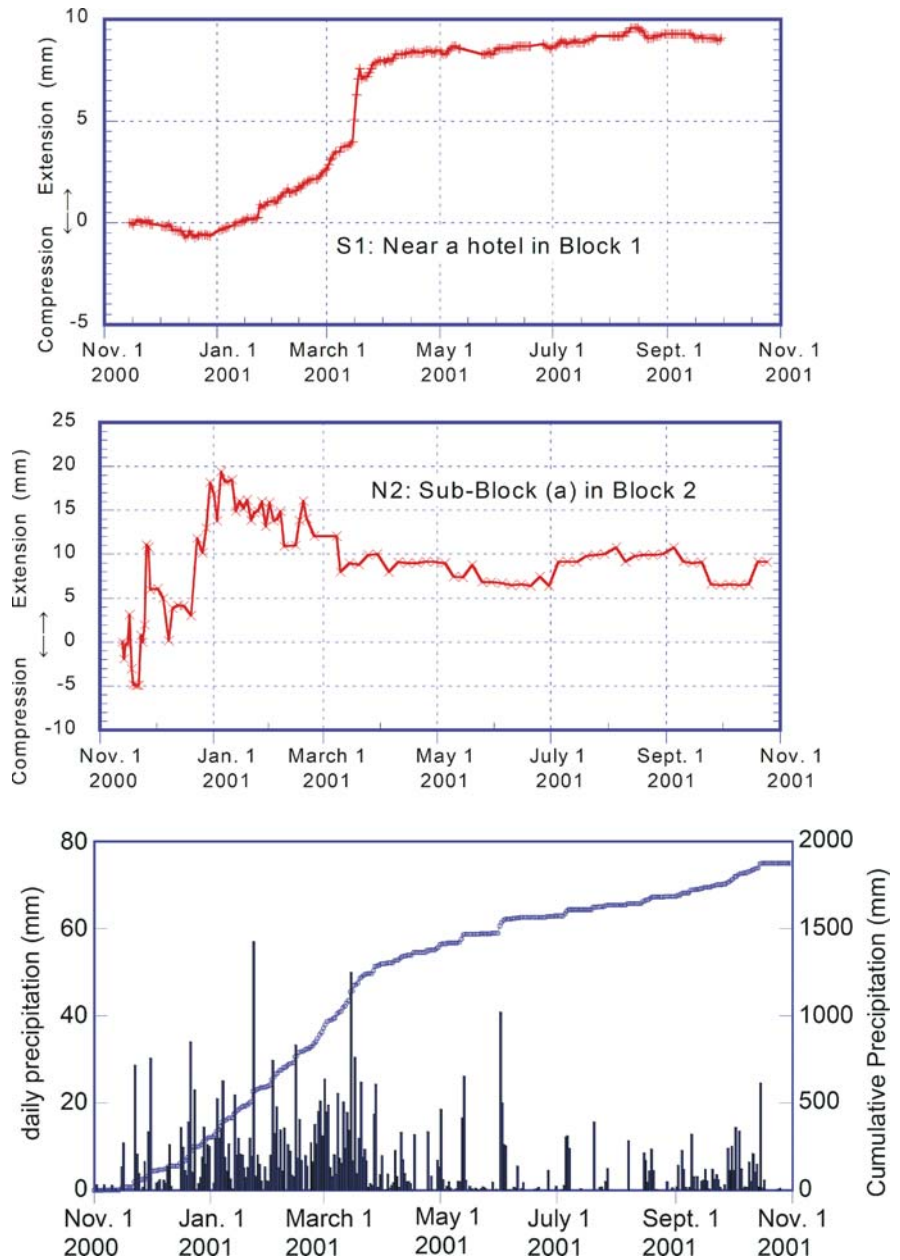 10
5
0
-5
Compression ←→ Extension (mm)
S1: Near a hotel in Block 1
Nov. 1 Jan. 1 March 1 May 1 July 1 Sept. 1 Nov. 1
2000 2001 2001 2001 2001 2001 2001
25
20
15
10
5
0
-5
-10
Compression ←→ Extension (mm)
N2: Sub-Block (a) in Block 2
Nov. 1 Jan. 1 March 1 May 1 July 1 Sept. 1 Nov. 1
2000 2001 2001 2001 2001 2001 2001
80 2000
60 1500
40 1000
20 500
0 0
daily precipitation (mm)
Cumulative Precipitation (mm)
Nov. 1 Jan. 1 March 1 May 1 July 1 Sept. 1 Nov. 1
2000 2001 2001 2001 2001 2001 2001